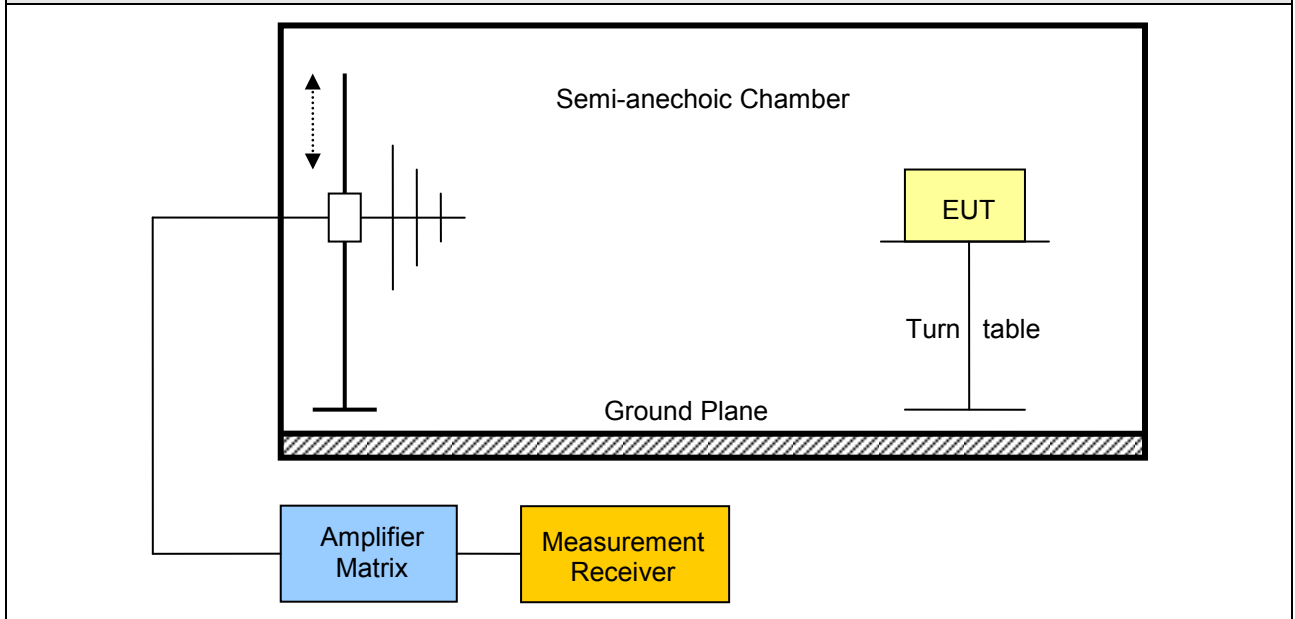 Semi-anechoic Chamber
EUT
Turn table
Ground Plane
Amplifier
Matrix
Measurement
Receiver